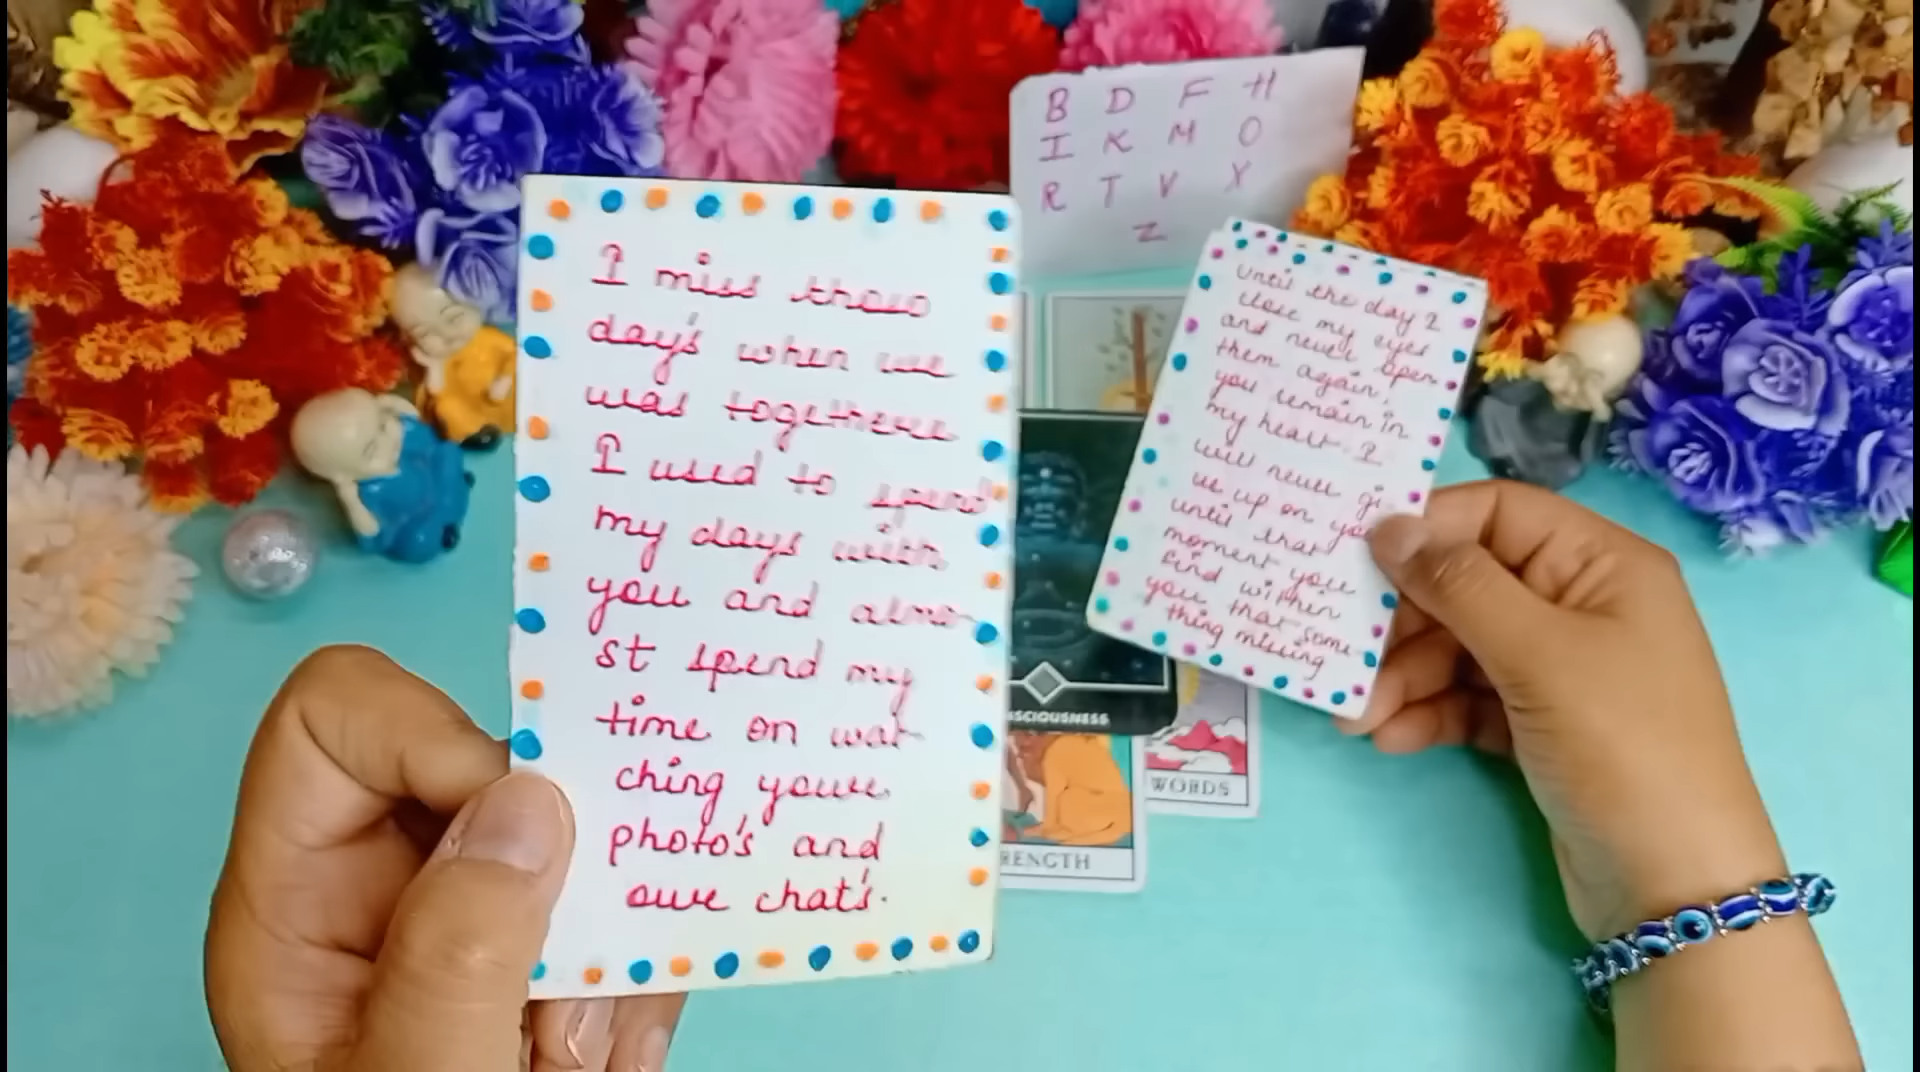 I miss those
day's when we
was togethere
I used to spend
my days with
you and almo-
st spend my
time on wat-
ching youre
photo's and
owe chat's.
B D F H
I K M O
R T V X
Z
Until the day I
close my eyes
and never open
them again,
you remain in
my heart. I
will never gi-
ve up on you
until that
moment you
find within
you that some-
thing missing
SCIOUSNESS
WORDS
RENGTH